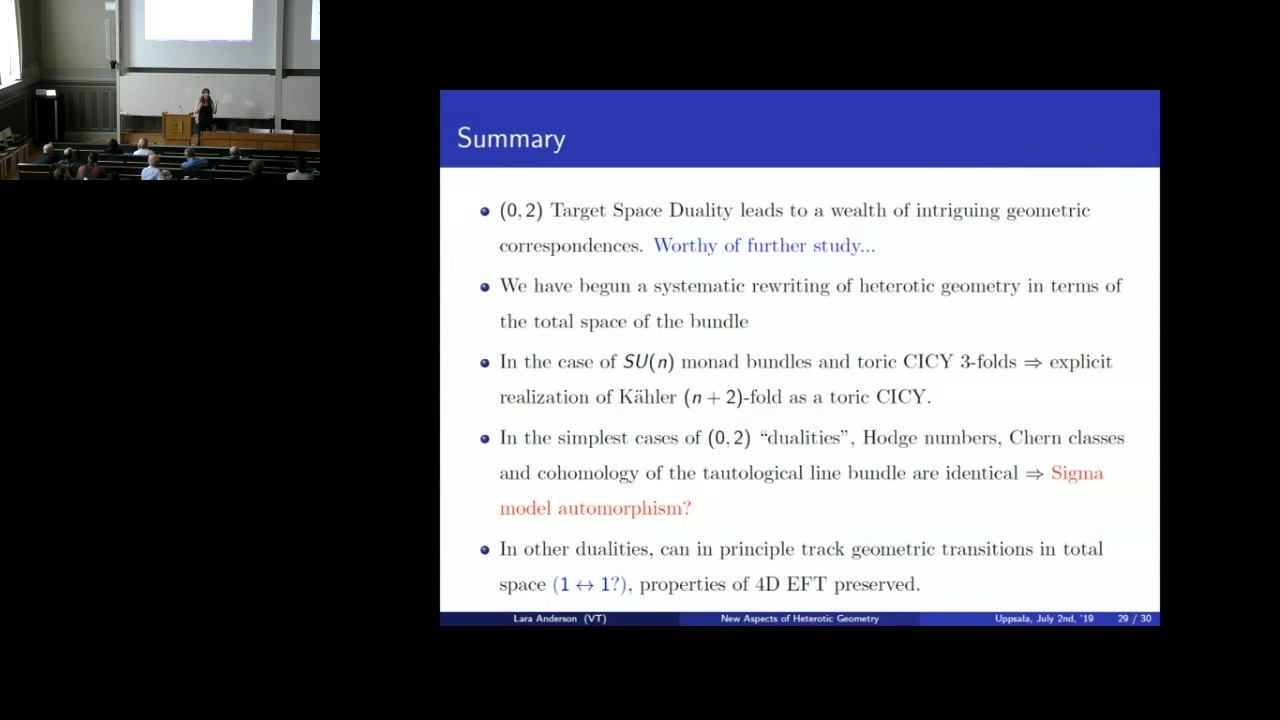 Summary
(0, 2) Target Space Duality leads to a wealth of intriguing geometric
correspondences. Worthy of further study...
We have begun a systematic rewriting of heterotic geometry in terms of
the total space of the bundle
In the case of SU(n) monad bundles and toric CICY 3-folds ⇒ explicit
realization of Kähler (n + 2)-fold as a toric CICY.
In the simplest cases of (0, 2) “dualities”, Hodge numbers, Chern classes
and cohomology of the tautological line bundle are identical ⇒ Sigma
model automorphism?
In other dualities, can in principle track geometric transitions in total
space (1 ↔ 1?), properties of 4D EFT preserved.
Lara Anderson (VT) New Aspects of Heterotic Geometry Uppsala, July 2nd, '19 29 / 30